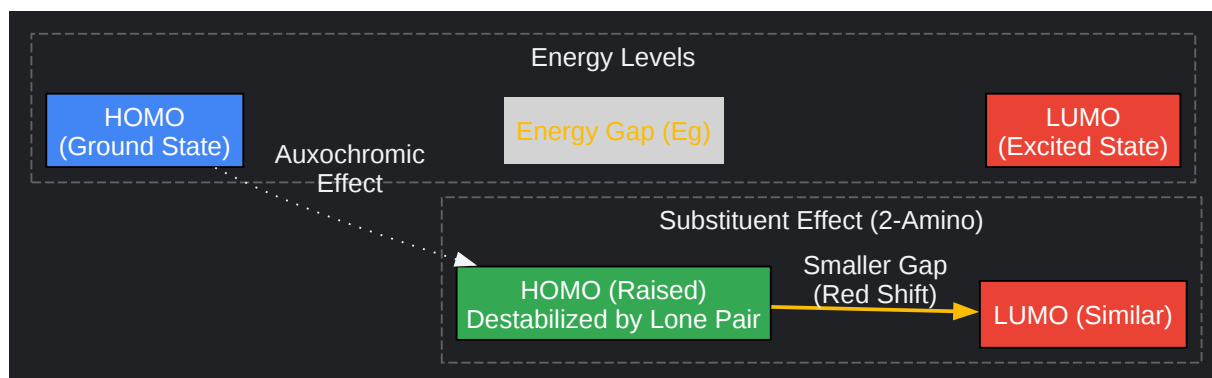 Energy Levels
HOMO
(Ground State)
Energy Gap (Eg)
LUMO
(Excited State)
Auxochromic
Effect
Substituent Effect (2-Amino)
HOMO (Raised)
Destabilized by Lone Pair
Smaller Gap
(Red Shift)
LUMO (Similar)